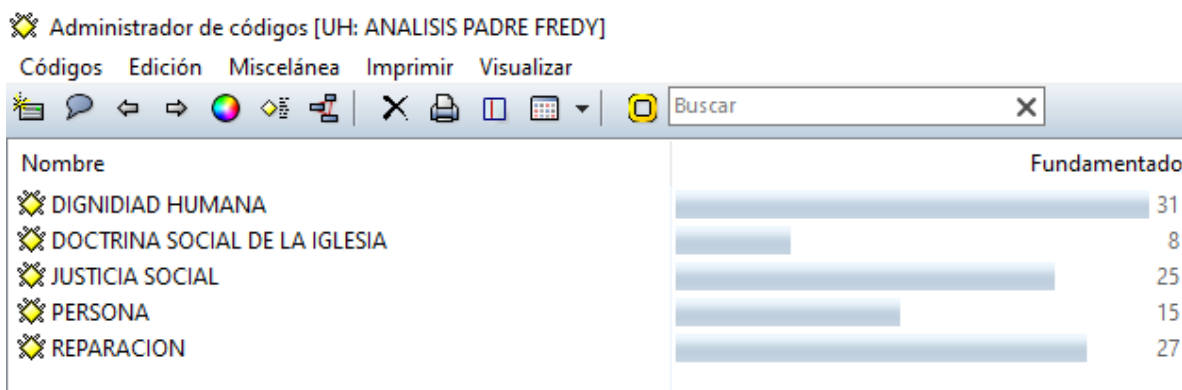 Administrador de códigos [UH: ANALISIS PADRE FREDY]
Códigos Edición Miscelánea Imprimir Visualizar
Buscar
Nombre Fundamentado
DIGNIDIAD HUMANA 31
DOCTRINA SOCIAL DE LA IGLESIA 8
JUSTICIA SOCIAL 25
PERSONA 15
REPARACION 27